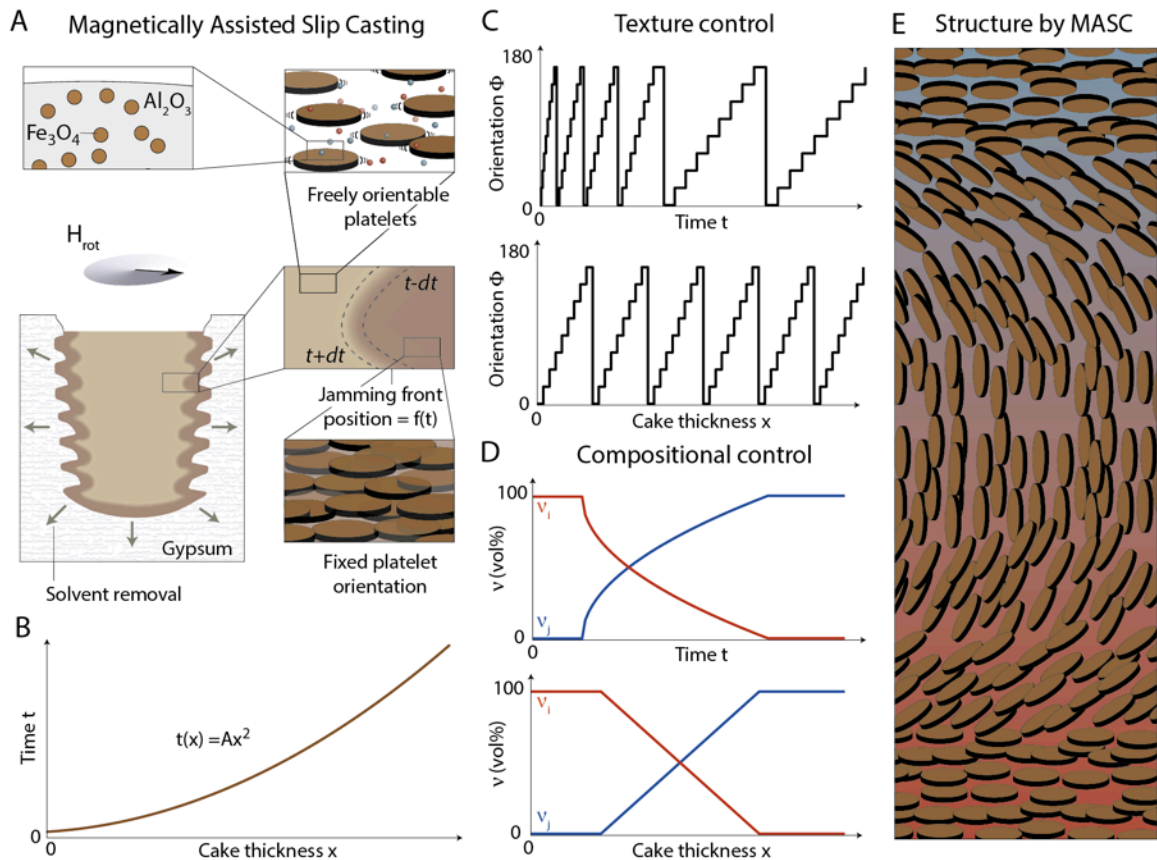 A
Magnetically Assisted Slip Casting
Al2O3
Fe3O4
Freely orientable
platelets
Hrot
t-dt
t+dt
Jamming front
position = f(t)
Gypsum
Solvent removal
Fixed platelet
orientation
B
Time t
0
t(x) =Ax²
Cake thickness x
C
Texture control
180
Orientation Φ
0
0
Time t
180
Orientation Φ
0
0
Cake thickness x
D
Compositional control
100
ν (vol%)
νi
νj
0
0
Time t
100
ν (vol%)
νi
νj
0
0
Cake thickness x
E
Structure by MASC